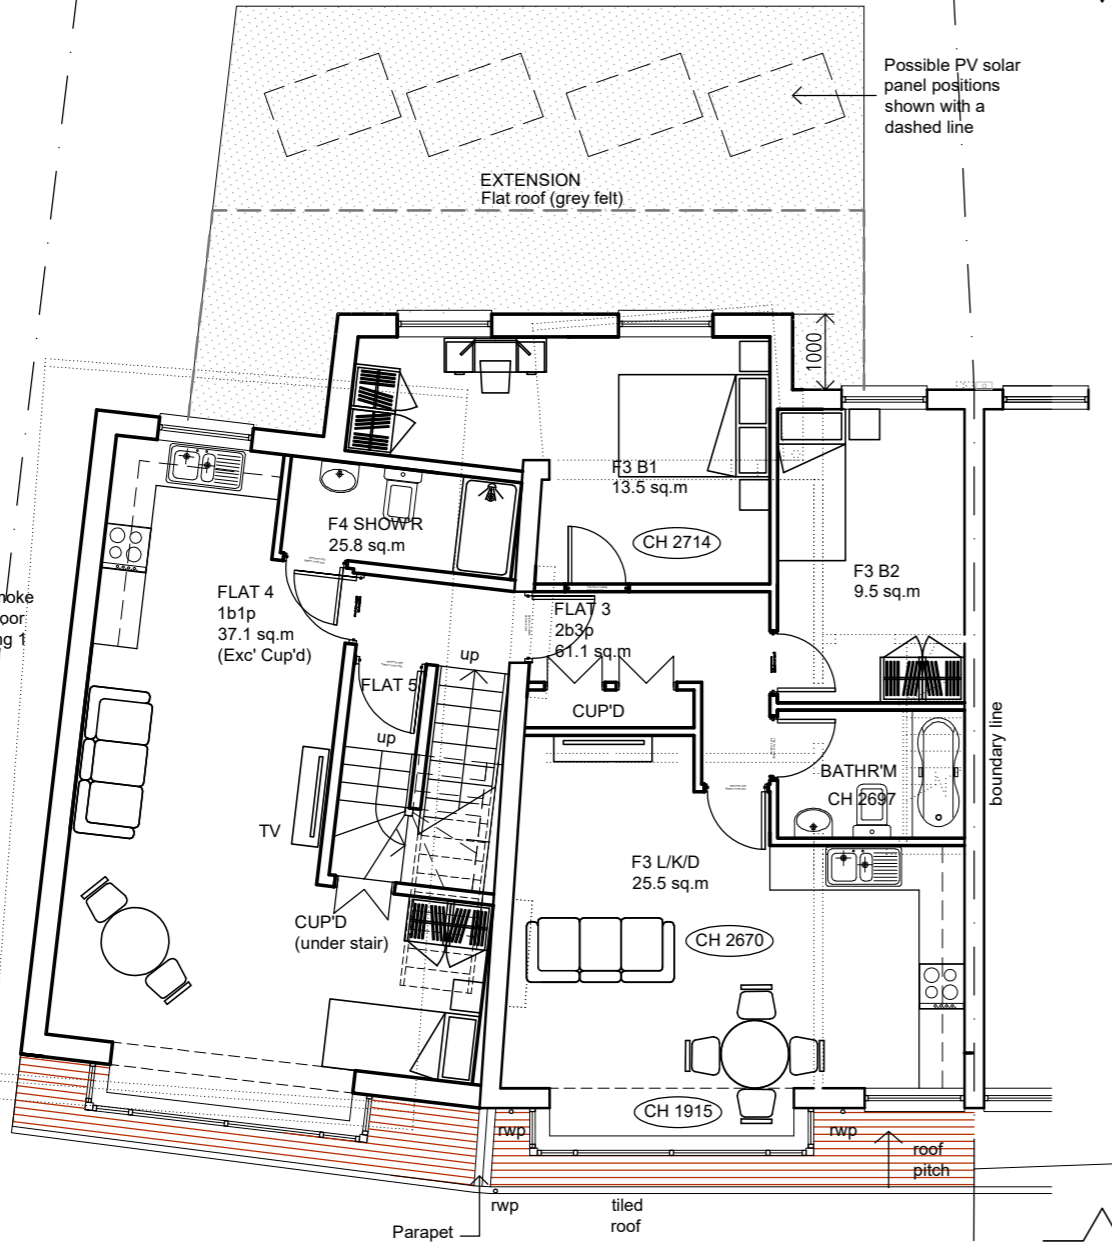 Possible PV solar
panel positions
shown with a
dashed line
EXTENSION
Flat roof (grey felt)
1000
F3 B1
13.5 sq.m
CH 2714
F4 SHOW'R
25.8 sq.m
F3 B2
9.5 sq.m
FLAT 4
1b1p
37.1 sq.m
(Exc' Cup'd)
FLAT 3
2b3p
61.1 sq.m
up
FLAT 5
up
CUP'D
boundary line
BATHR'M
CH 2697
TV
F3 L/K/D
25.5 sq.m
CUP'D
(under stair)
CH 2670
CH 1915
rwp
rwp
roof
pitch
rwp
tiled
roof
Parapet